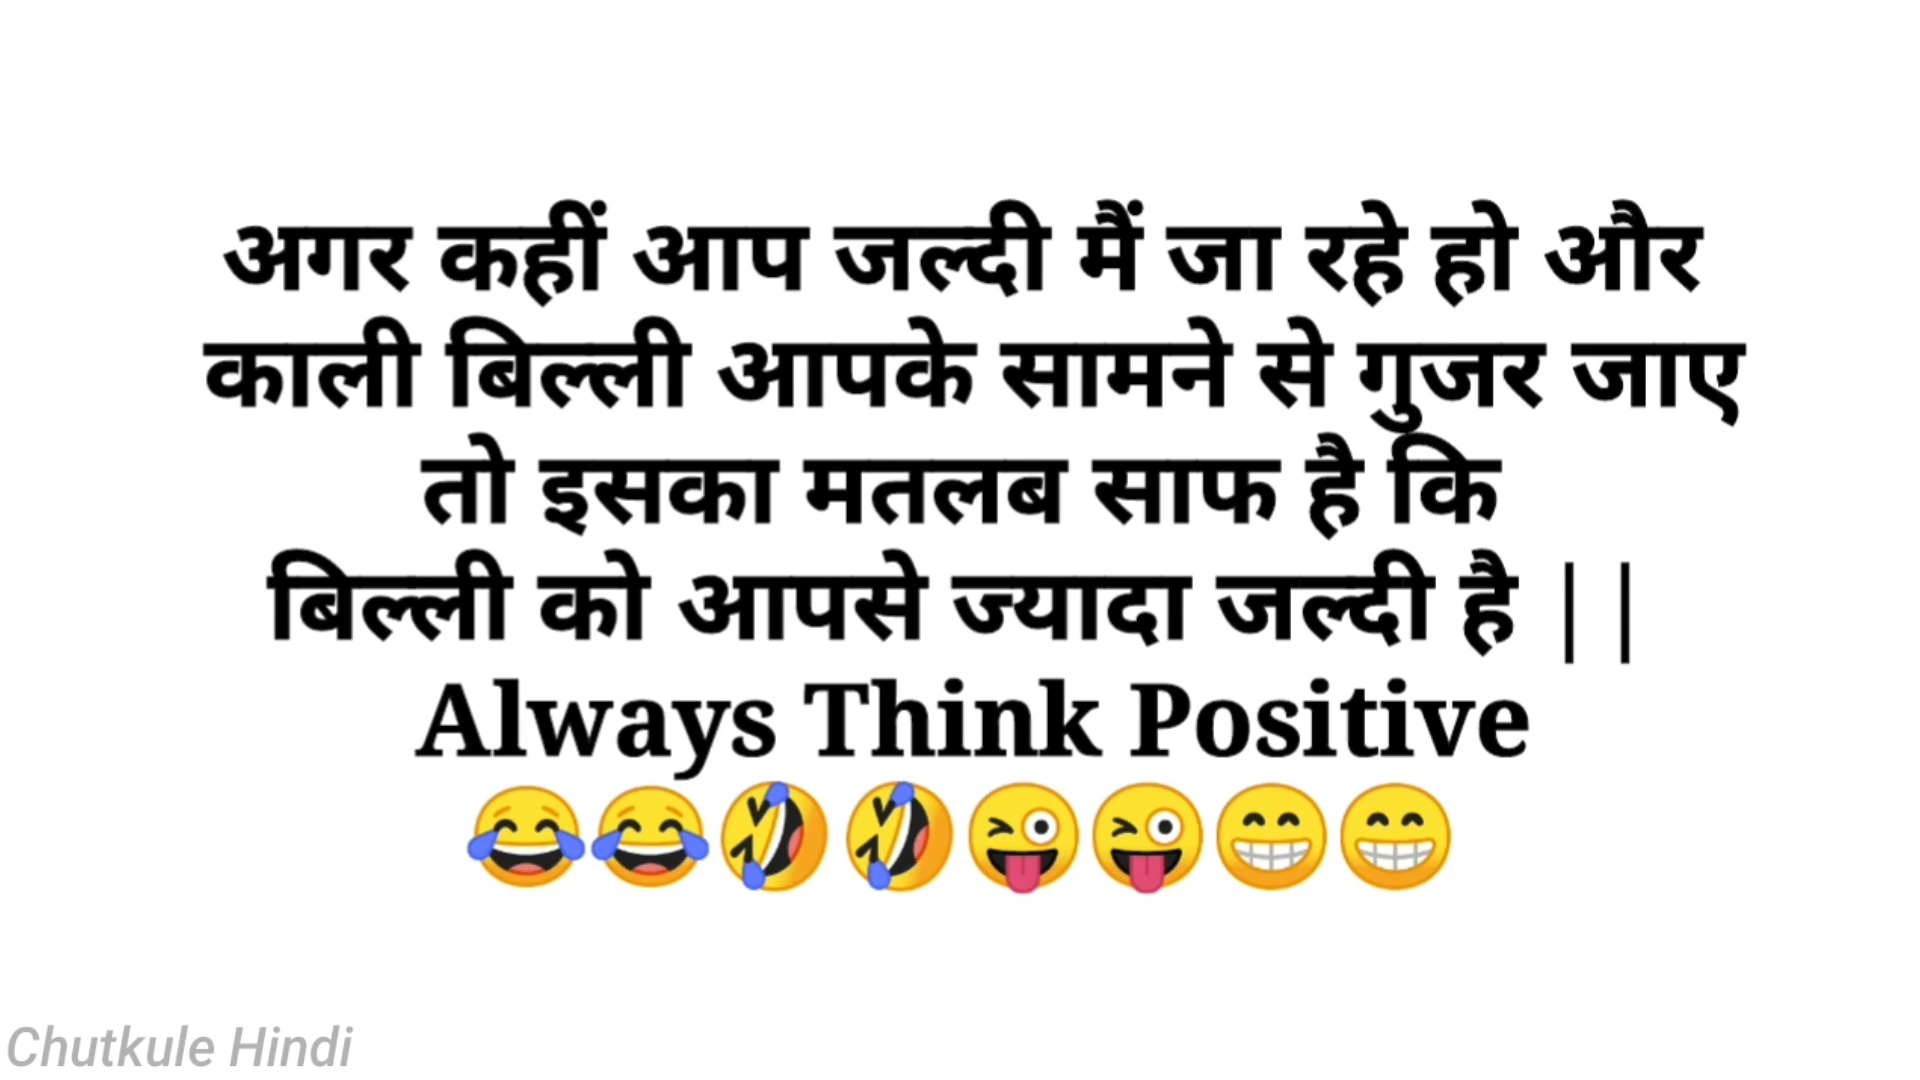 अगर कहीं आप जल्दी मैं जा रहे हो और
काली बिल्ली आपके सामने से गुजर जाए
तो इसका मतलब साफ है कि
बिल्ली को आपसे ज्यादा जल्दी है ||
Always Think Positive
😂😂🤣🤣😜😜😁😁
Chutkule Hindi